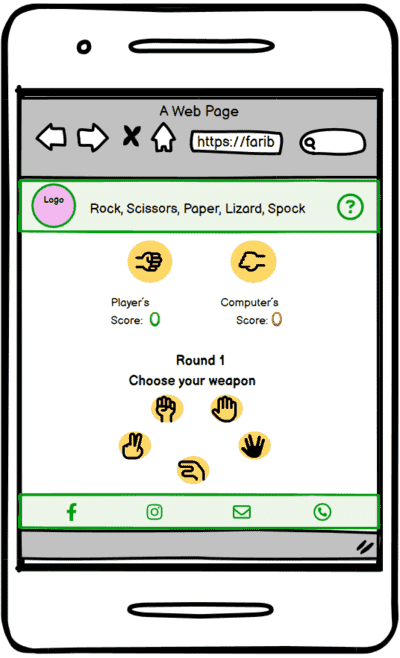 A Web Page
https://farib
Logo
Rock, Scissors, Paper, Lizard, Spock
?
Player's
Score: 0
Computer's
Score: 0
Round 1
Choose your weapon